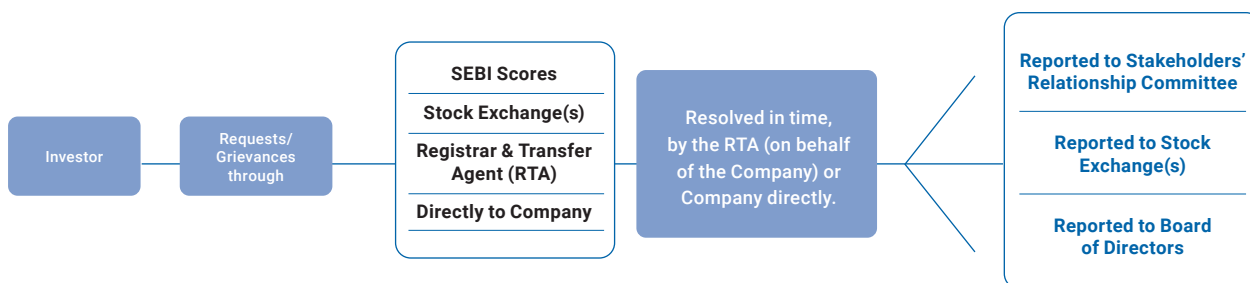 Investor
Requests/
Grievances
through
SEBI Scores
Stock Exchange(s)
Registrar & Transfer
Agent (RTA)
Directly to Company
Resolved in time,
by the RTA (on behalf
of the Company) or
Company directly.
Reported to Stakeholders’
Relationship Committee
Reported to Stock
Exchange(s)
Reported to Board
of Directors